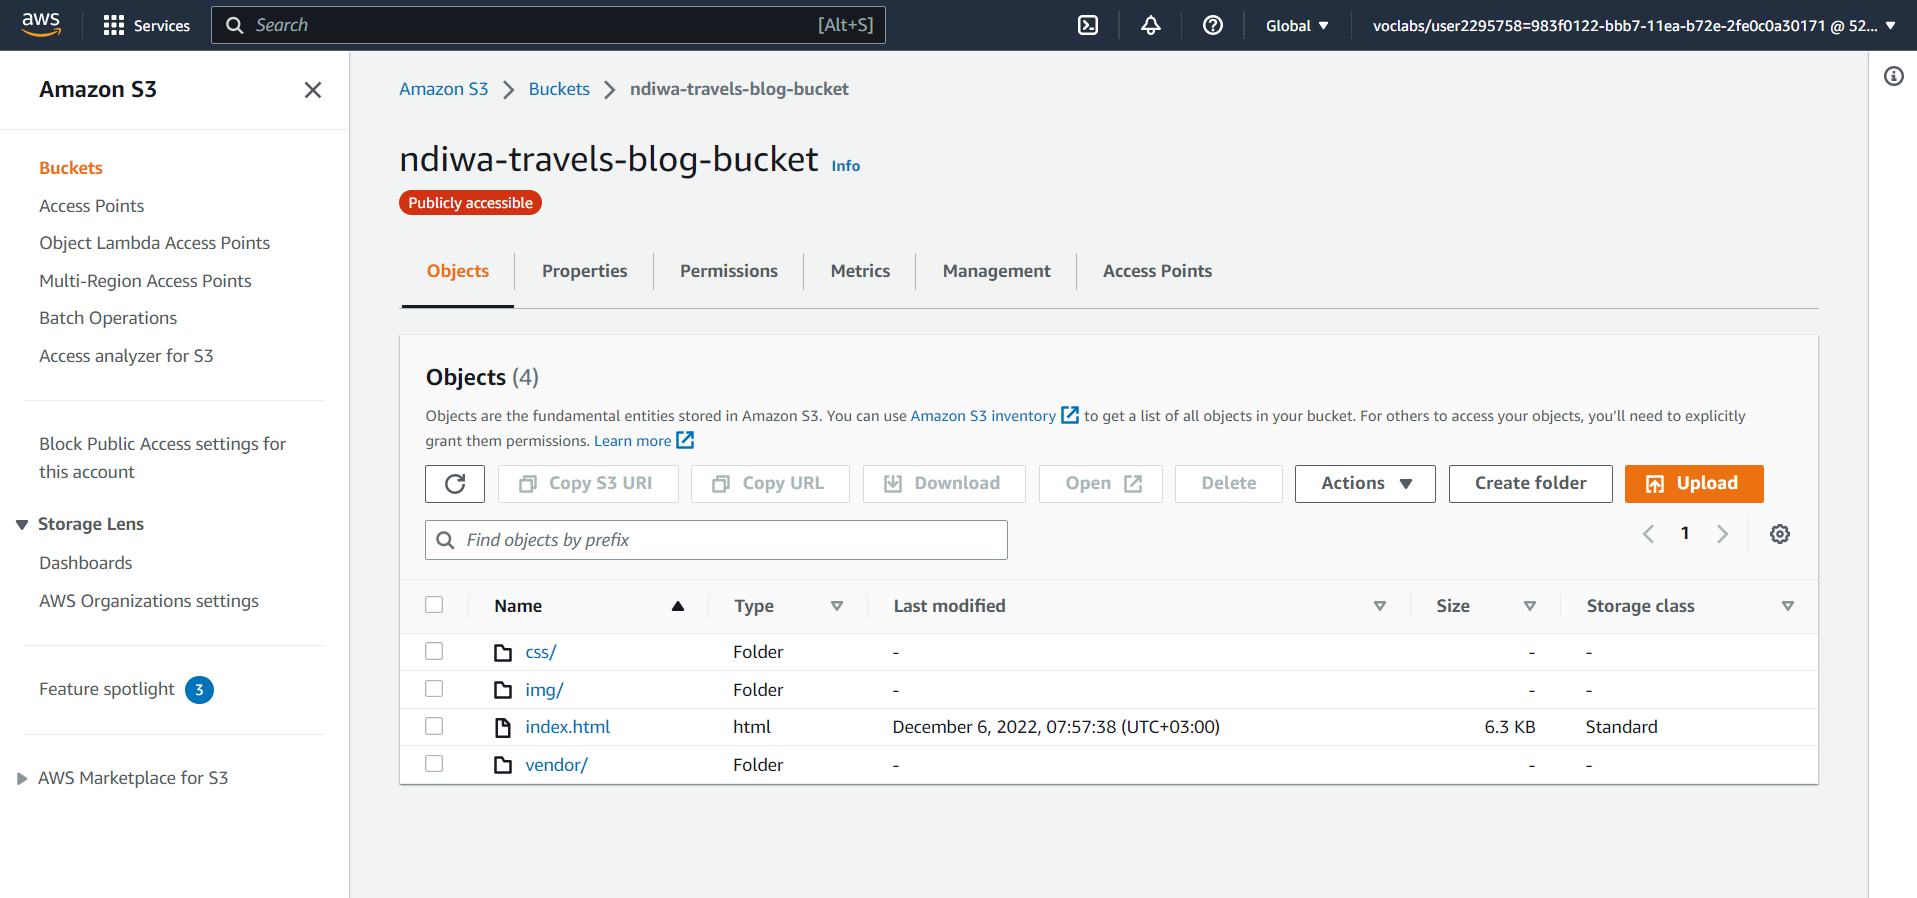 aws Services Search [Alt+S] Global voclabs/user2295758=983f0122-bbb7-11ea-b72e-2fe0c0a30171 @ 52...
Amazon S3
Buckets
Access Points
Object Lambda Access Points
Multi-Region Access Points
Batch Operations
Access analyzer for S3
Block Public Access settings for
this account
Storage Lens
Dashboards
AWS Organizations settings
Feature spotlight 3
AWS Marketplace for S3
Amazon S3 Buckets ndiwa-travels-blog-bucket
ndiwa-travels-blog-bucket Info
Publicly accessible
Objects Properties Permissions Metrics Management Access Points
Objects (4)
Objects are the fundamental entities stored in Amazon S3. You can use Amazon S3 inventory to get a list of all objects in your bucket. For others to access your objects, you’ll need to explicitly
grant them permissions. Learn more
Copy S3 URI Copy URL Download Open Delete Actions Create folder Upload
Find objects by prefix 1
Name Type Last modified Size Storage class
css/ Folder - - -
img/ Folder - - -
index.html html December 6, 2022, 07:57:38 (UTC+03:00) 6.3 KB Standard
vendor/ Folder - - -